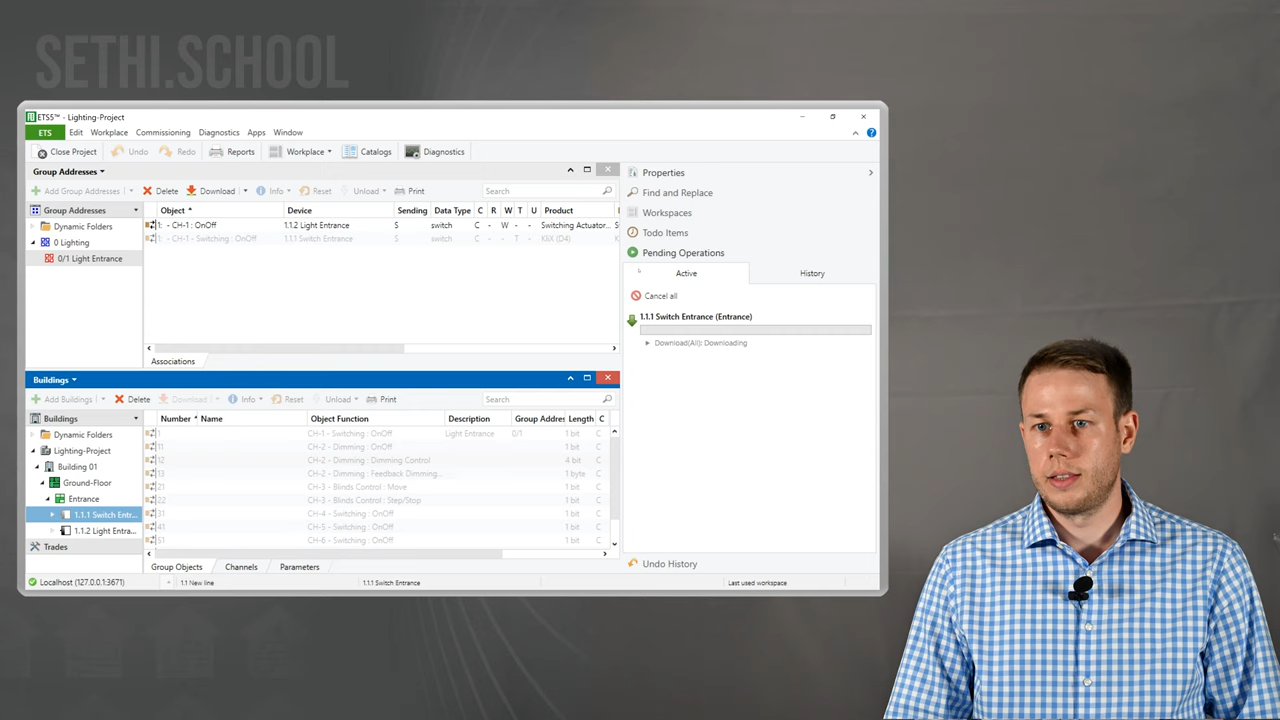 SETHI.SCHOOL
ETS5™ - Lighting-Project
ETS Edit Workplace Commissioning Diagnostics Apps Window
Close Project Undo Redo Reports Workplace Catalogs Diagnostics
Group Addresses
Add Group Addresses Delete Download Info Reset Unload Print Search
Group Addresses Object Device Sending Data Type C R W T U Product
Dynamic Folders 1: - CH-1 : OnOff 1.1.2 Light Entrance S switch C - W - - Switching Actuator...
0 Lighting 1: - CH-1 - Switching : OnOff 1.1.1 Switch Entrance S switch C - - T - KliX (D4)
0/1 Light Entrance
Associations
Properties
Find and Replace
Workspaces
Todo Items
Pending Operations
Active History
Cancel all
1.1.1 Switch Entrance (Entrance)
Download(All): Downloading
Undo History
Buildings
Add Buildings Delete Download Info Reset Unload Print Search
Buildings Number Name Object Function Description Group Addres Length C
Dynamic Folders 1 CH-1 - Switching : OnOff Light Entrance 0/1 1 bit C
11 CH-2 - Dimming : OnOff 1 bit C
Lighting-Project 12 CH-2 - Dimming : Dimming Control 4 bit C
Building 01 13 CH-2 - Dimming : Feedback Dimming... 1 byte C
Ground-Floor 21 CH-3 - Blinds Control : Move 1 bit C
Entrance 22 CH-3 - Blinds Control : Step/Stop 1 bit C
1.1.1 Switch Entr... 31 CH-4 - Switching : OnOff 1 bit C
1.1.2 Light Entra... 41 CH-5 - Switching : OnOff 1 bit C
Trades 51 CH-6 - Switching : OnOff 1 bit C
Group Objects Channels Parameters
Localhost (127.0.0.1:3671) 1.1 New line 1.1.1 Switch Entrance Last used workspace